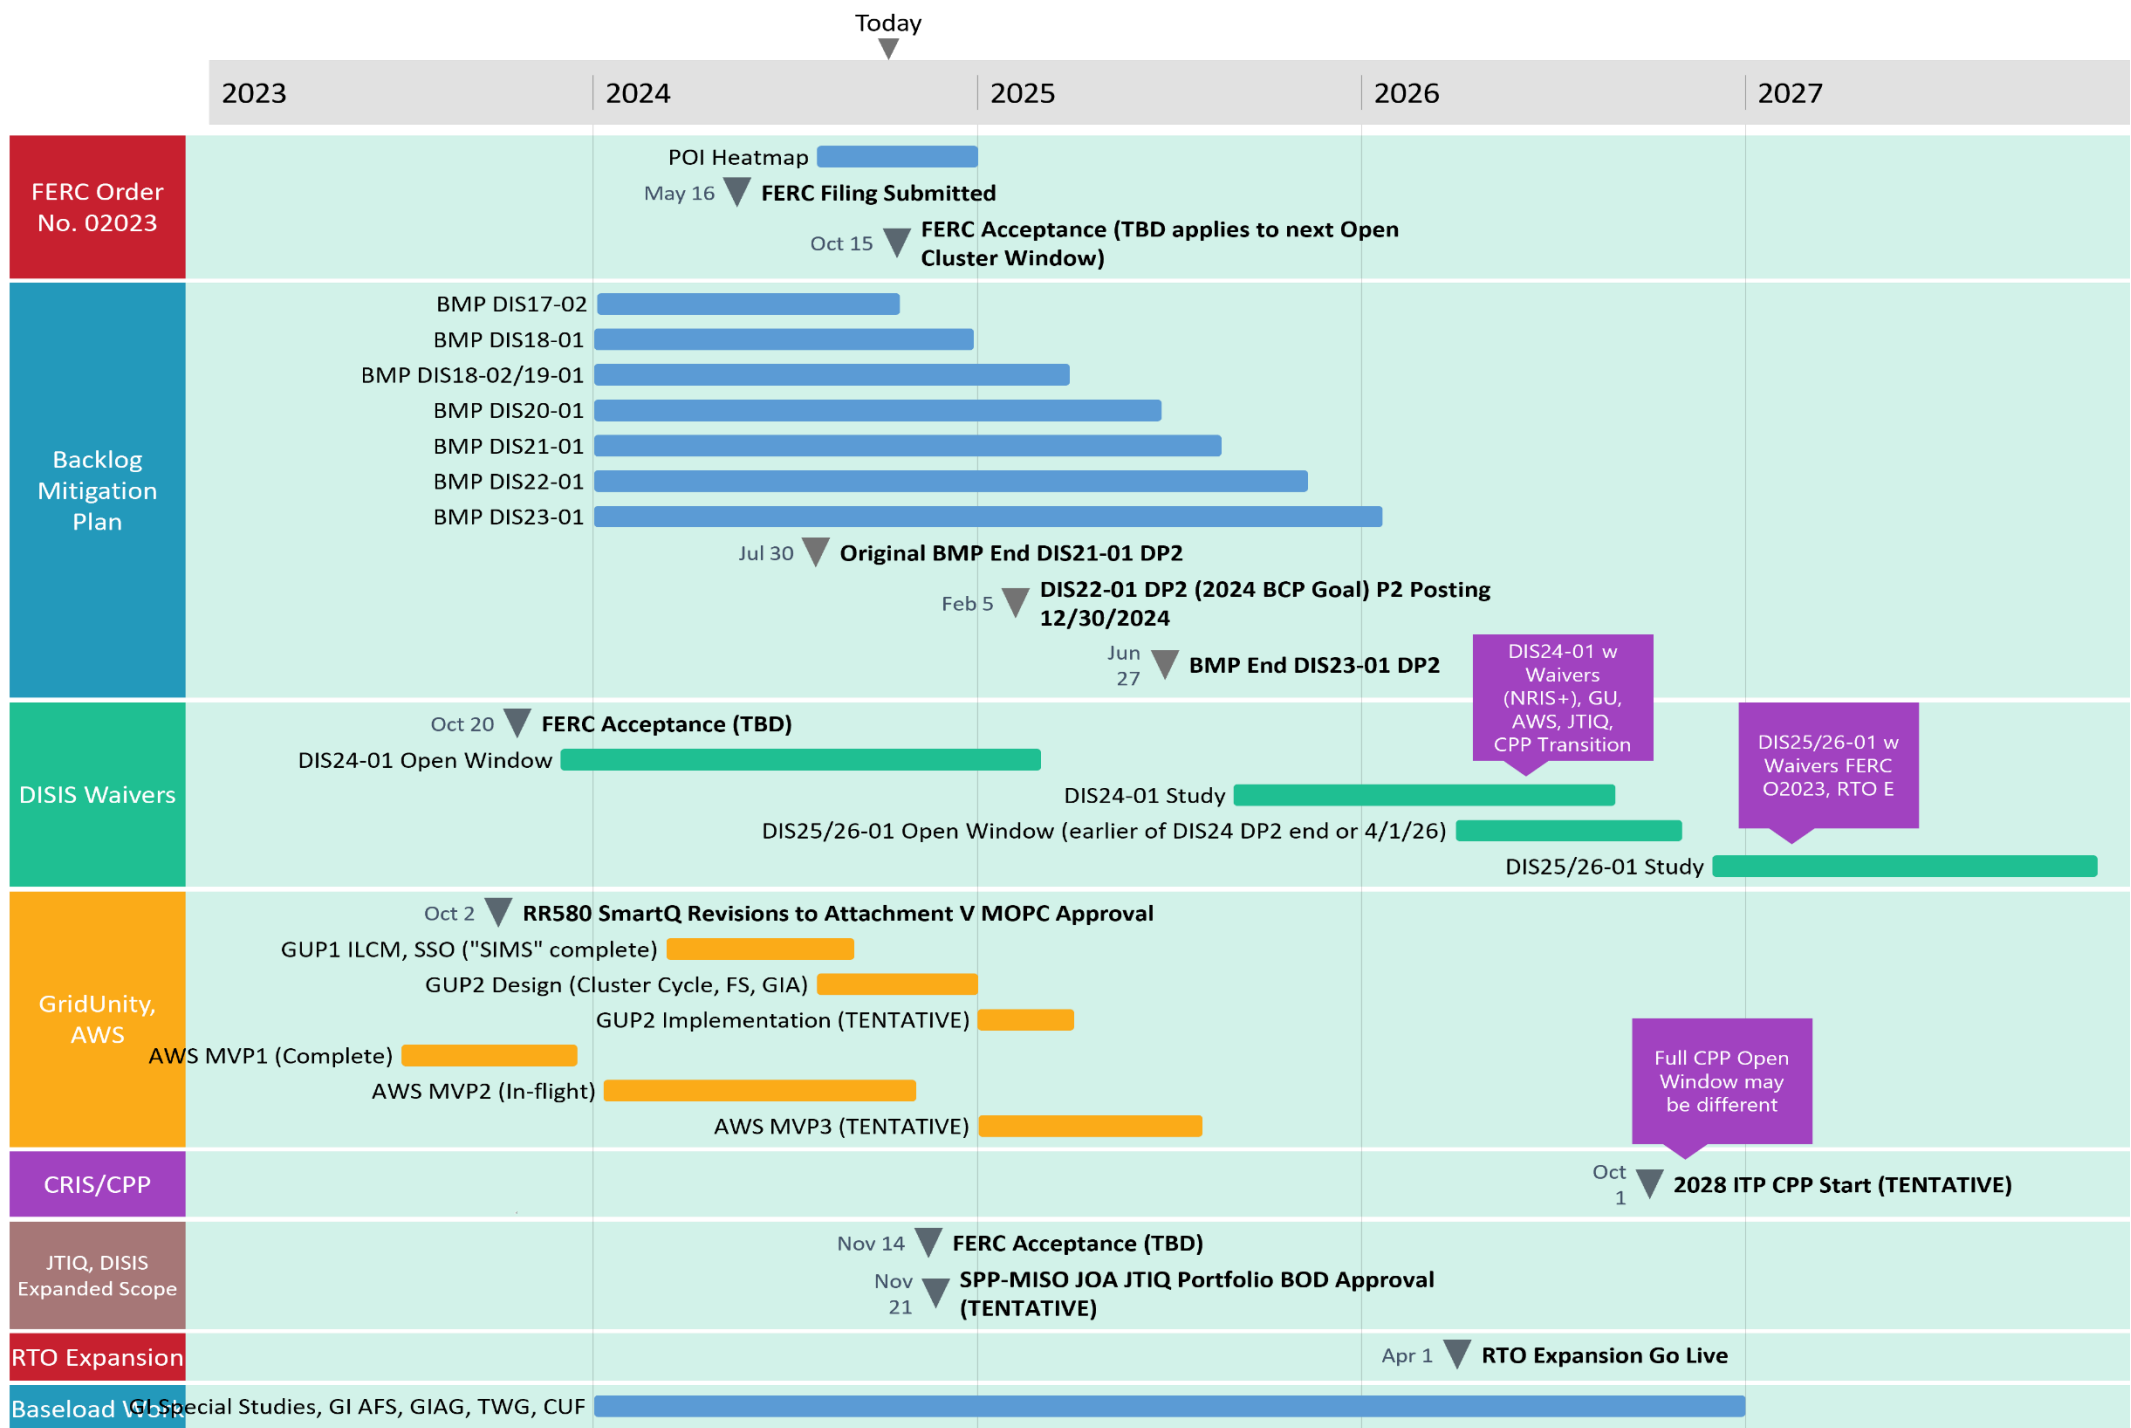 Today
2023 2024 2025 2026 2027
FERC Order
No. 02023
POI Heatmap
May 16 FERC Filing Submitted
Oct 15 FERC Acceptance (TBD applies to next Open
Cluster Window)
Backlog
Mitigation
Plan
BMP DIS17-02
BMP DIS18-01
BMP DIS18-02/19-01
BMP DIS20-01
BMP DIS21-01
BMP DIS22-01
BMP DIS23-01
Jul 30 Original BMP End DIS21-01 DP2
Feb 5 DIS22-01 DP2 (2024 BCP Goal) P2 Posting
12/30/2024
Jun
27
BMP End DIS23-01 DP2
DIS24-01 w
Waivers
(NRIS+), GU,
AWS, JTIQ,
CPP Transition
DISIS Waivers
Oct 20 FERC Acceptance (TBD)
DIS24-01 Open Window
DIS24-01 Study
DIS25/26-01 Open Window (earlier of DIS24 DP2 end or 4/1/26)
DIS25/26-01 Study
DIS25/26-01 w
Waivers FERC
O2023, RTO E
GridUnity,
AWS
Oct 2 RR580 SmartQ Revisions to Attachment V MOPC Approval
GUP1 ILCM, SSO ("SIMS" complete)
GUP2 Design (Cluster Cycle, FS, GIA)
GUP2 Implementation (TENTATIVE)
AWS MVP1 (Complete)
AWS MVP2 (In-flight)
AWS MVP3 (TENTATIVE)
Full CPP Open
Window may
be different
CRIS/CPP
Oct
1
2028 ITP CPP Start (TENTATIVE)
JTIQ, DISIS
Expanded Scope
Nov 14 FERC Acceptance (TBD)
Nov
21
SPP-MISO JOA JTIQ Portfolio BOD Approval
(TENTATIVE)
RTO Expansion
Apr 1 RTO Expansion Go Live
Baseload Work
GI Special Studies, GI AFS, GIAG, TWG, CUF